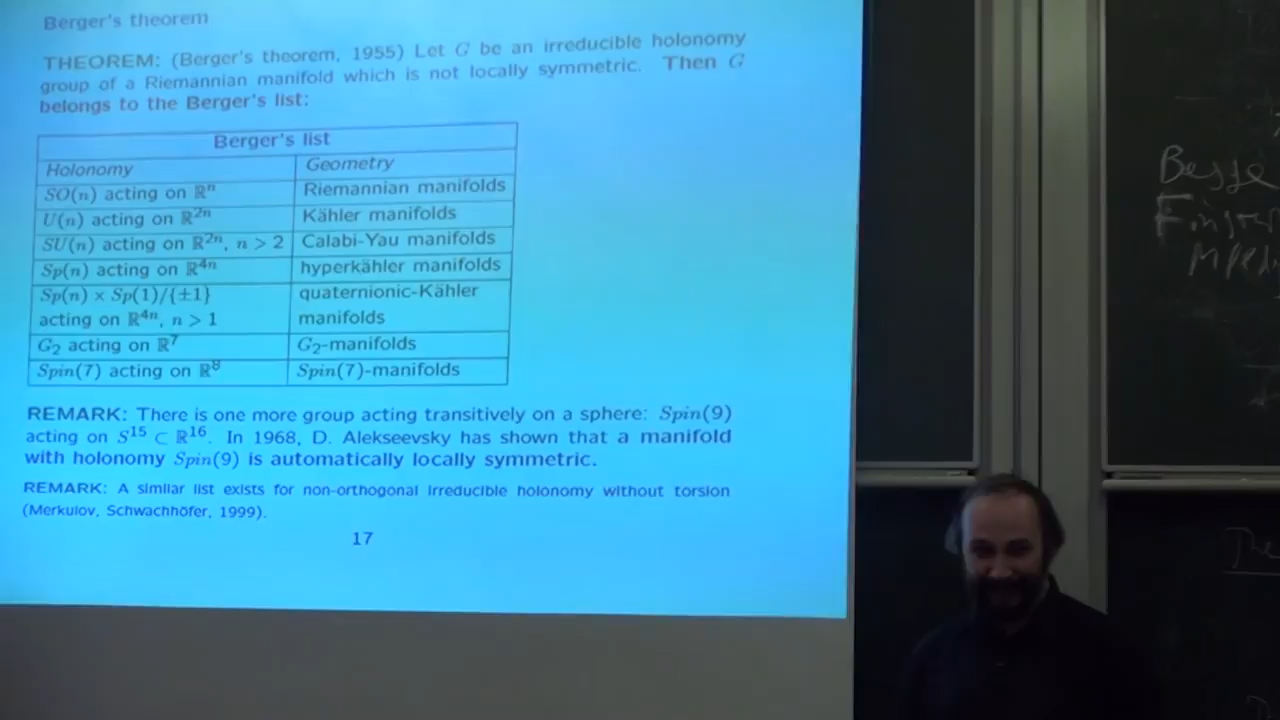 Berger's theorem
THEOREM: (Berger's theorem, 1955) Let G be an irreducible holonomy
group of a Riemannian manifold which is not locally symmetric. Then G
belongs to the Berger's list:
Berger's list
Holonomy Geometry
SO(n) acting on ℝⁿ Riemannian manifolds
U(n) acting on ℝ²ⁿ Kähler manifolds
SU(n) acting on ℝ²ⁿ, n > 2 Calabi-Yau manifolds
Sp(n) acting on ℝ⁴ⁿ hyperkähler manifolds
Sp(n) × Sp(1)/{±1} quaternionic-Kähler
acting on ℝ⁴ⁿ, n > 1 manifolds
G₂ acting on ℝ⁷ G₂-manifolds
Spin(7) acting on ℝ⁸ Spin(7)-manifolds
REMARK: There is one more group acting transitively on a sphere: Spin(9)
acting on S¹⁵ ⊂ ℝ¹⁶. In 1968, D. Alekseevsky has shown that a manifold
with holonomy Spin(9) is automatically locally symmetric.
REMARK: A similar list exists for non-orthogonal irreducible holonomy without torsion
(Merkulov, Schwachhöfer, 1999).
17
Besse